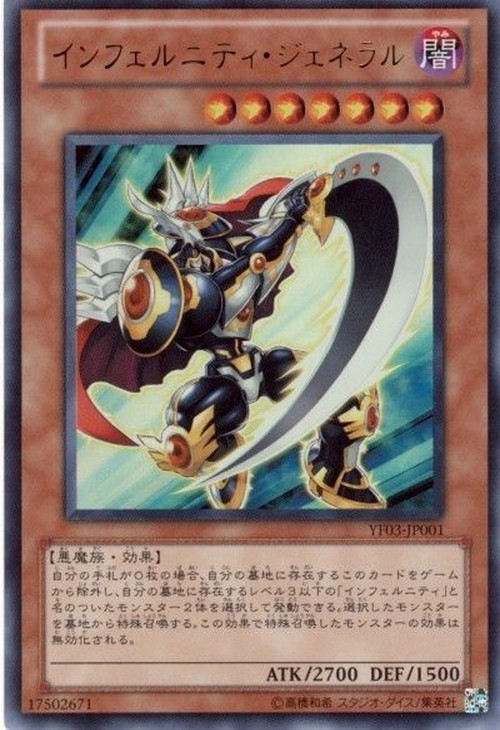 インフェルニティ・ジェネラル
闇
YF03-JP001
【悪魔族・効果】
自分の手札が0枚の場合、自分の墓地に存在するこのカードをゲーム
から除外し、自分の墓地に存在するレベル3以下の「インフェルニティ」と
名のついたモンスター2体を選択して発動できる。選択したモンスター
を墓地から特殊召喚する。この効果で特殊召喚したモンスターの効果は
無効化される。
ATK/2700 DEF/1500
17502671
©高橋和希 スタジオ・ダイス/集英社